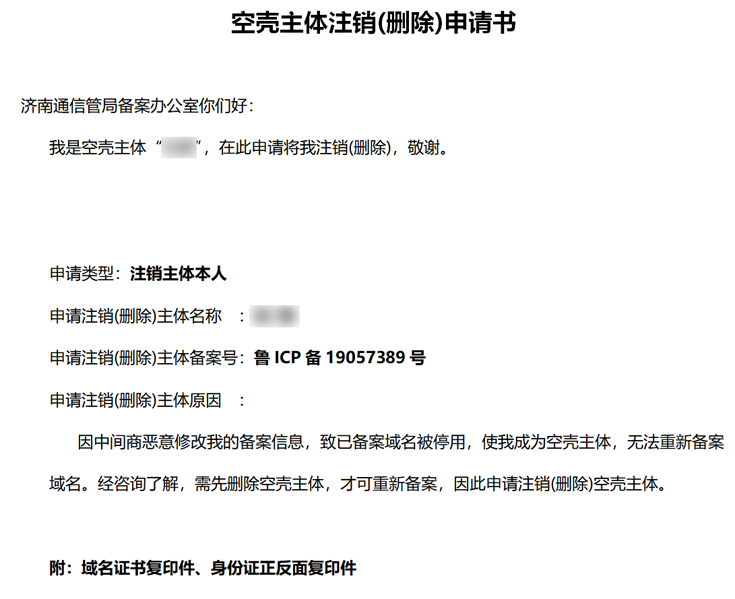 空壳主体注销(删除)申请书
济南通信管局备案办公室你们好：
我是空壳主体“”，在此申请将我注销(删除)，敬谢。
申请类型：注销主体本人
申请注销(删除)主体名称 ：
申请注销(删除)主体备案号：鲁 ICP 备 19057389 号
申请注销(删除)主体原因 ：
因中间商恶意修改我的备案信息，致已备案域名被停用，使我成为空壳主体，无法重新备案
域名。经咨询了解，需先删除空壳主体，才可重新备案，因此申请注销(删除)空壳主体。
附：域名证书复印件、身份证正反面复印件